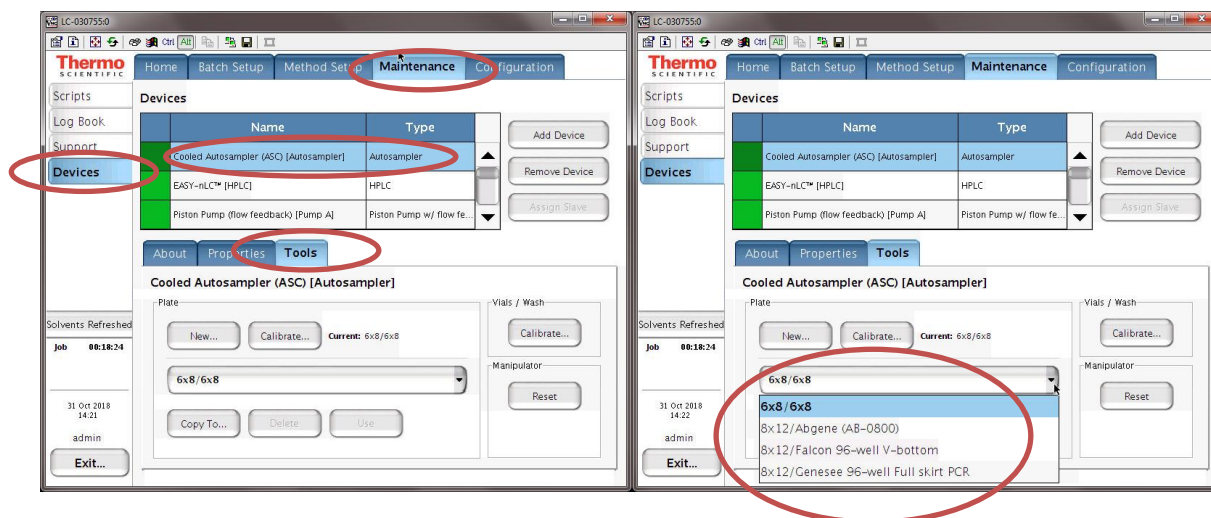 LC-030755:0
Ctrl Alt
Thermo
SCIENTIFIC
Home Batch Setup Method Setup Maintenance Configuration
Scripts
Log Book
Support
Devices
Devices
Name Type
Cooled Autosampler (ASC) [Autosampler] Autosampler
EASY-nLC™ [HPLC] HPLC
Piston Pump (flow feedback) [Pump A] Piston Pump w/ flow fe...
Add Device
Remove Device
Assign Slave
About Properties Tools
Cooled Autosampler (ASC) [Autosampler]
Plate
New... Calibrate... Current: 6x8/6x8
6x8/6x8
Copy To... Delete Use
Vials / Wash
Calibrate...
Manipulator
Reset
Solvents Refreshed
Job 00:18:24
31 Oct 2018
14:21
admin
Exit...
LC-030755:0
Ctrl Alt
Thermo
SCIENTIFIC
Home Batch Setup Method Setup Maintenance Configuration
Scripts
Log Book
Support
Devices
Devices
Name Type
Cooled Autosampler (ASC) [Autosampler] Autosampler
EASY-nLC™ [HPLC] HPLC
Piston Pump (flow feedback) [Pump A] Piston Pump w/ flow fe...
Add Device
Remove Device
Assign Slave
About Properties Tools
Cooled Autosampler (ASC) [Autosampler]
Plate
New... Calibrate... Current: 6x8/6x8
6x8/6x8
6x8/6x8
8x12/Abgene (AB-0800)
8x12/Falcon 96-well V-bottom
8x12/Genesee 96-well Full skirt PCR
Vials / Wash
Calibrate...
Manipulator
Reset
Solvents Refreshed
Job 00:18:24
31 Oct 2018
14:22
admin
Exit...